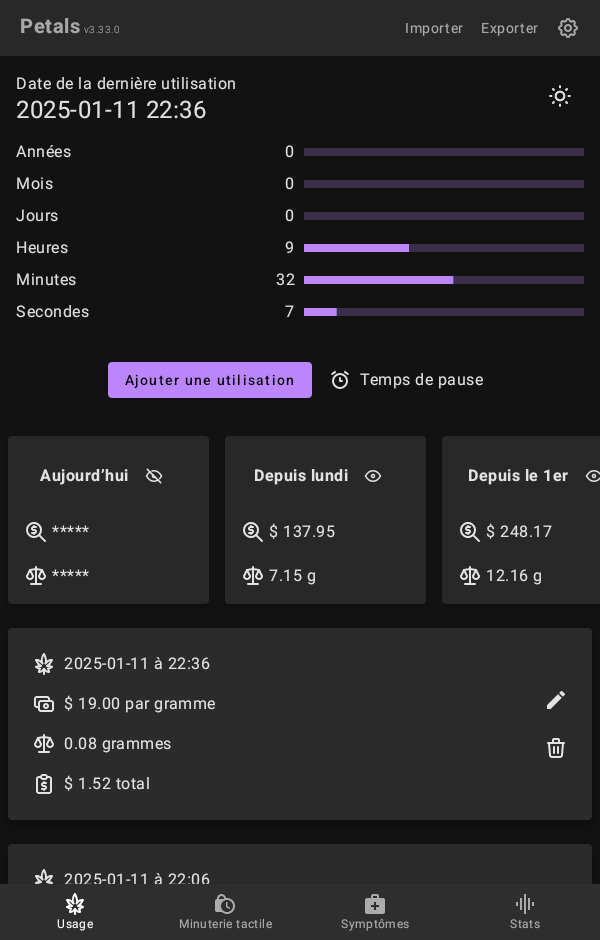 Petals v3.33.0
Importer
Exporter
Date de la dernière utilisation
2025-01-11 22:36
Années 0
Mois 0
Jours 0
Heures 9
Minutes 32
Secondes 7
Ajouter une utilisation
Temps de pause
Aujourd'hui
*****
*****
Depuis lundi
$ 137.95
7.15 g
Depuis le 1er
$ 248.17
12.16 g
2025-01-11 à 22:36
$ 19.00 par gramme
0.08 grammes
$ 1.52 total
2025-01-11 à 22:06
Usage
Minuterie tactile
Symptômes
Stats